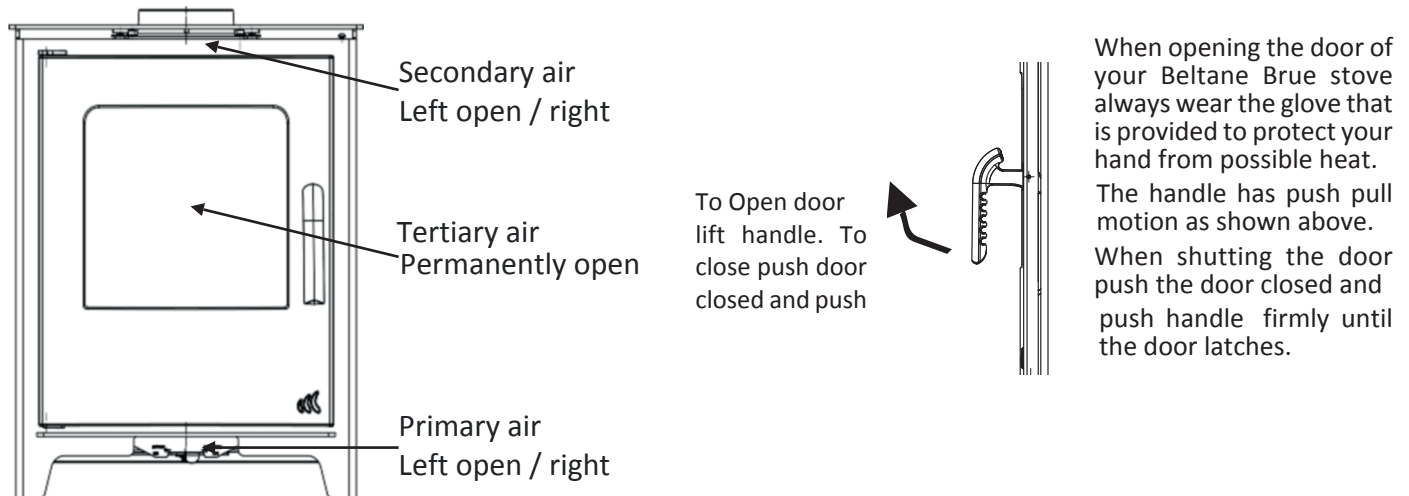 Secondary air
Left open / right
Tertiary air
Permanently open
Primary air
Left open / right
To Open door
lift handle. To
close push door
closed and push
When opening the door of
your Beltane Brue stove
always wear the glove that
is provided to protect your
hand from possible heat.
The handle has push pull
motion as shown above.
When shutting the door
push the door closed and
push handle firmly until
the door latches.